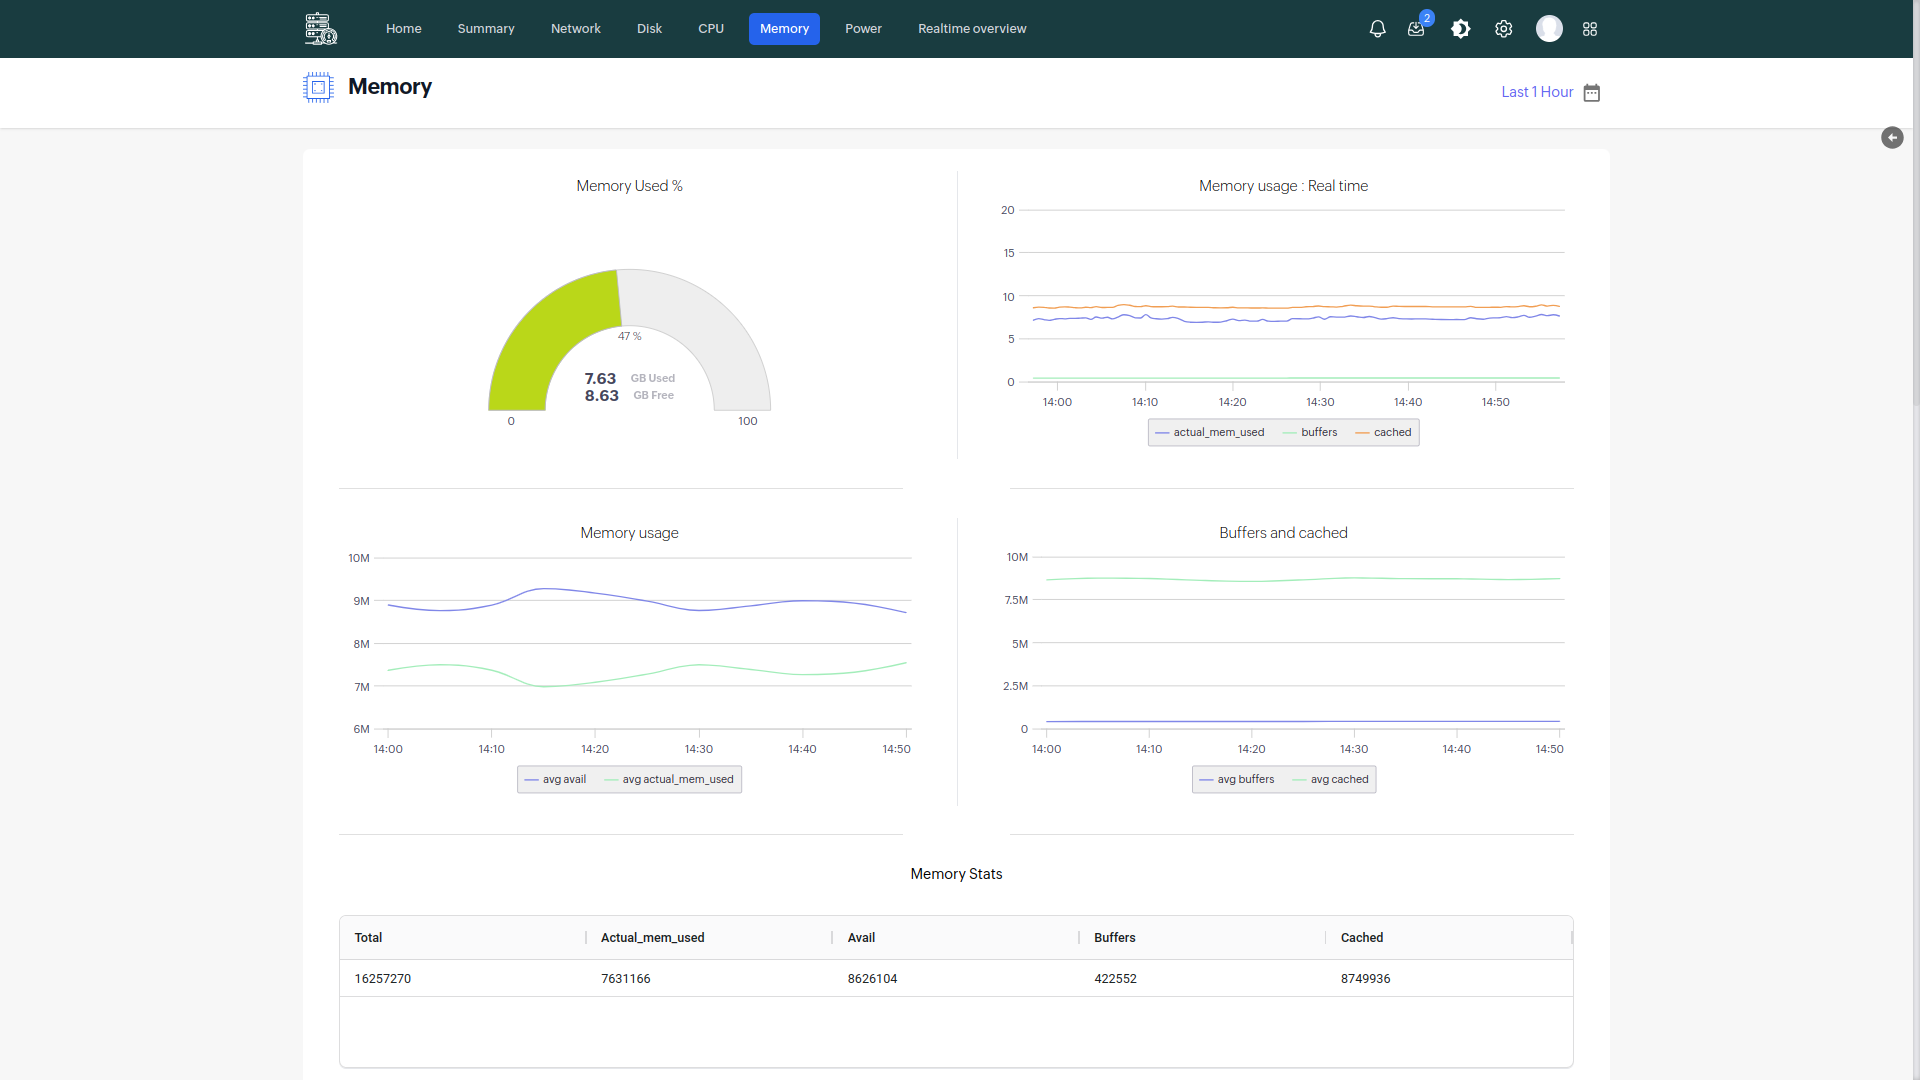 Home Summary Network Disk CPU Memory Power Realtime overview 2
Memory
Last 1 Hour
Memory Used %
47 %
7.63 GB Used
8.63 GB Free
0 100
Memory usage : Real time
20
15
10
5
0
14:00 14:10 14:20 14:30 14:40 14:50
actual_mem_used buffers cached
Memory usage
10M
9M
8M
7M
6M
14:00 14:10 14:20 14:30 14:40 14:50
avg avail avg actual_mem_used
Buffers and cached
10M
7.5M
5M
2.5M
0
14:00 14:10 14:20 14:30 14:40 14:50
avg buffers avg cached
Memory Stats
Total Actual_mem_used Avail Buffers Cached
16257270 7631166 8626104 422552 8749936